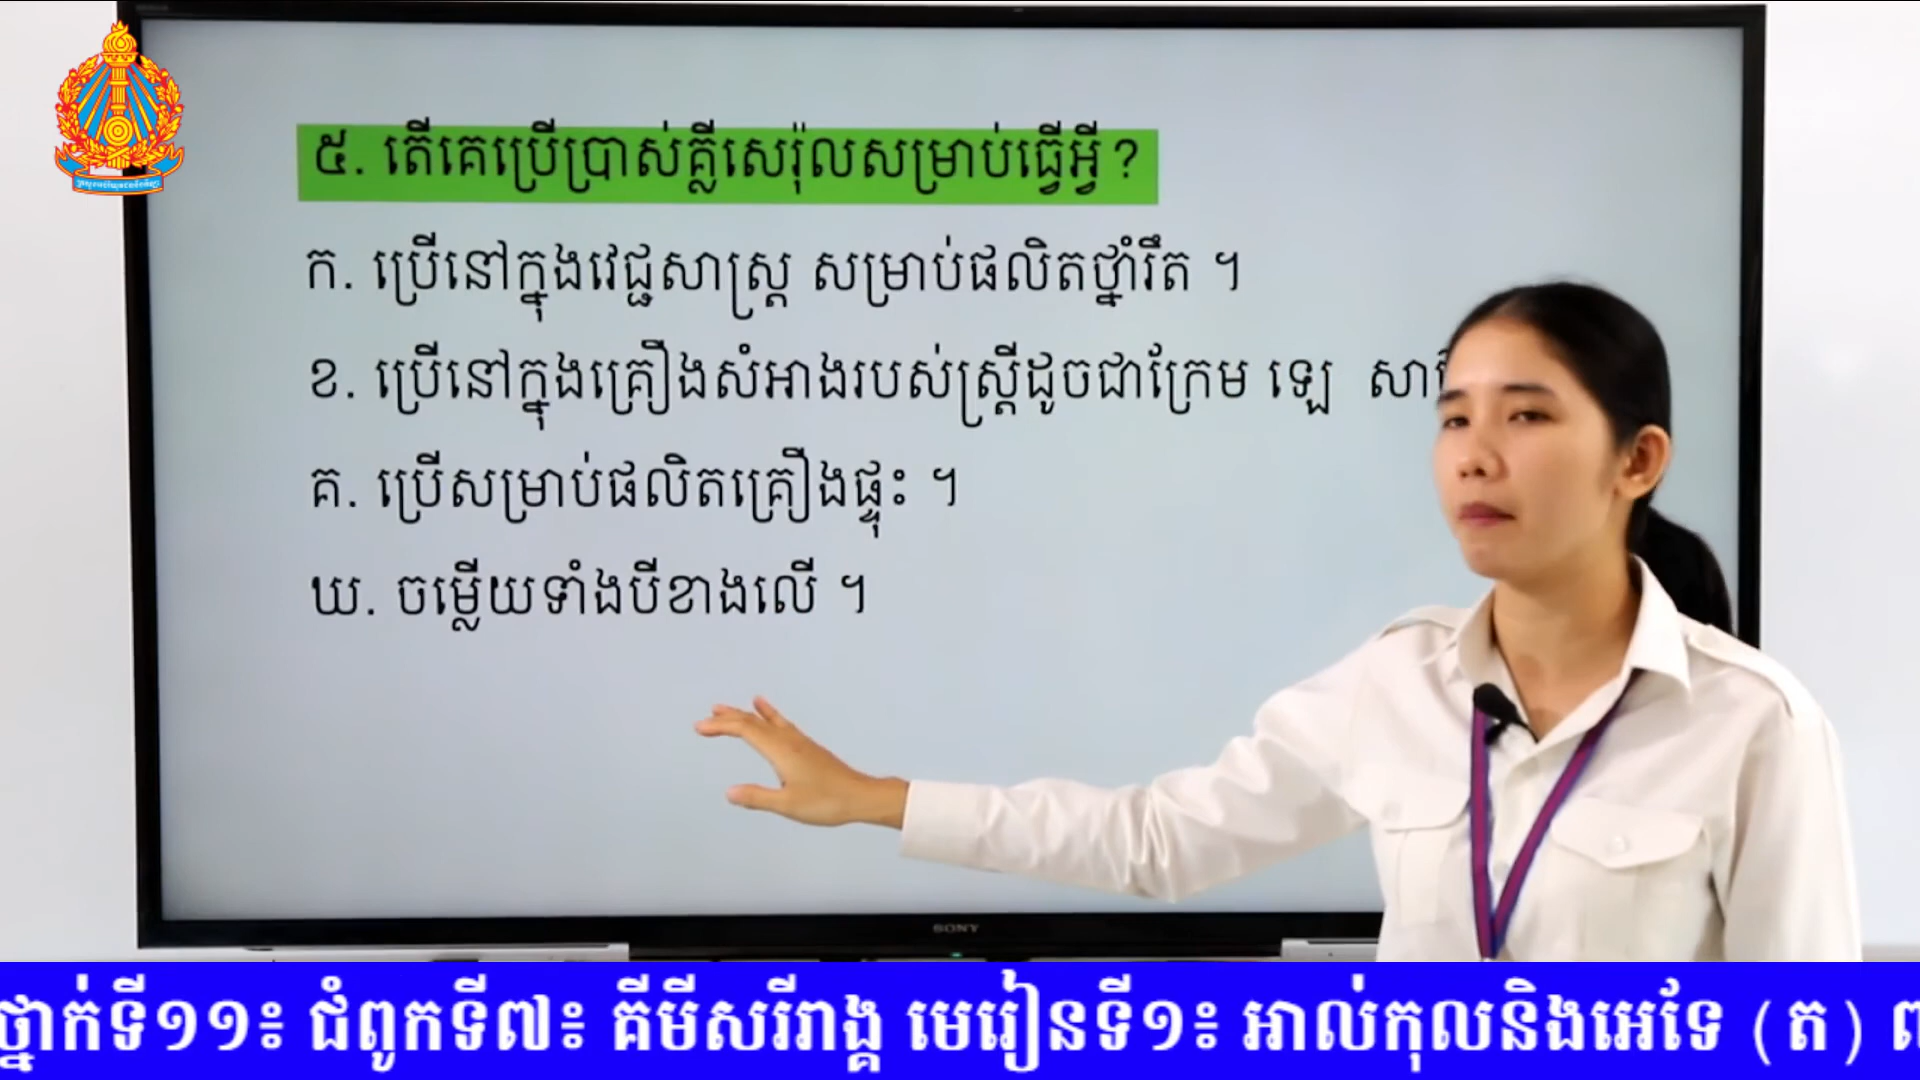 ៥. តើគេប្រើប្រាស់គ្លីសេរ៉ុលសម្រាប់ធ្វើអ្វី?
ក. ប្រើនៅក្នុងវេជ្ជសាស្ត្រ សម្រាប់ផលិតថ្នាំរឹត ។
ខ. ប្រើនៅក្នុងគ្រឿងសំអាងរបស់ស្ត្រីដូចជាក្រែម ឡេ
គ. ប្រើសម្រាប់ផលិតគ្រឿងផ្ទុះ ។
ឃ. ចម្លើយទាំងបីខាងលើ ។
SONY
ថ្នាក់ទី១១៖ ជំពូកទី៧៖ គីមីសរីរាង្គ មេរៀនទី១៖ អាល់កុលនិងអេទែ (ត)